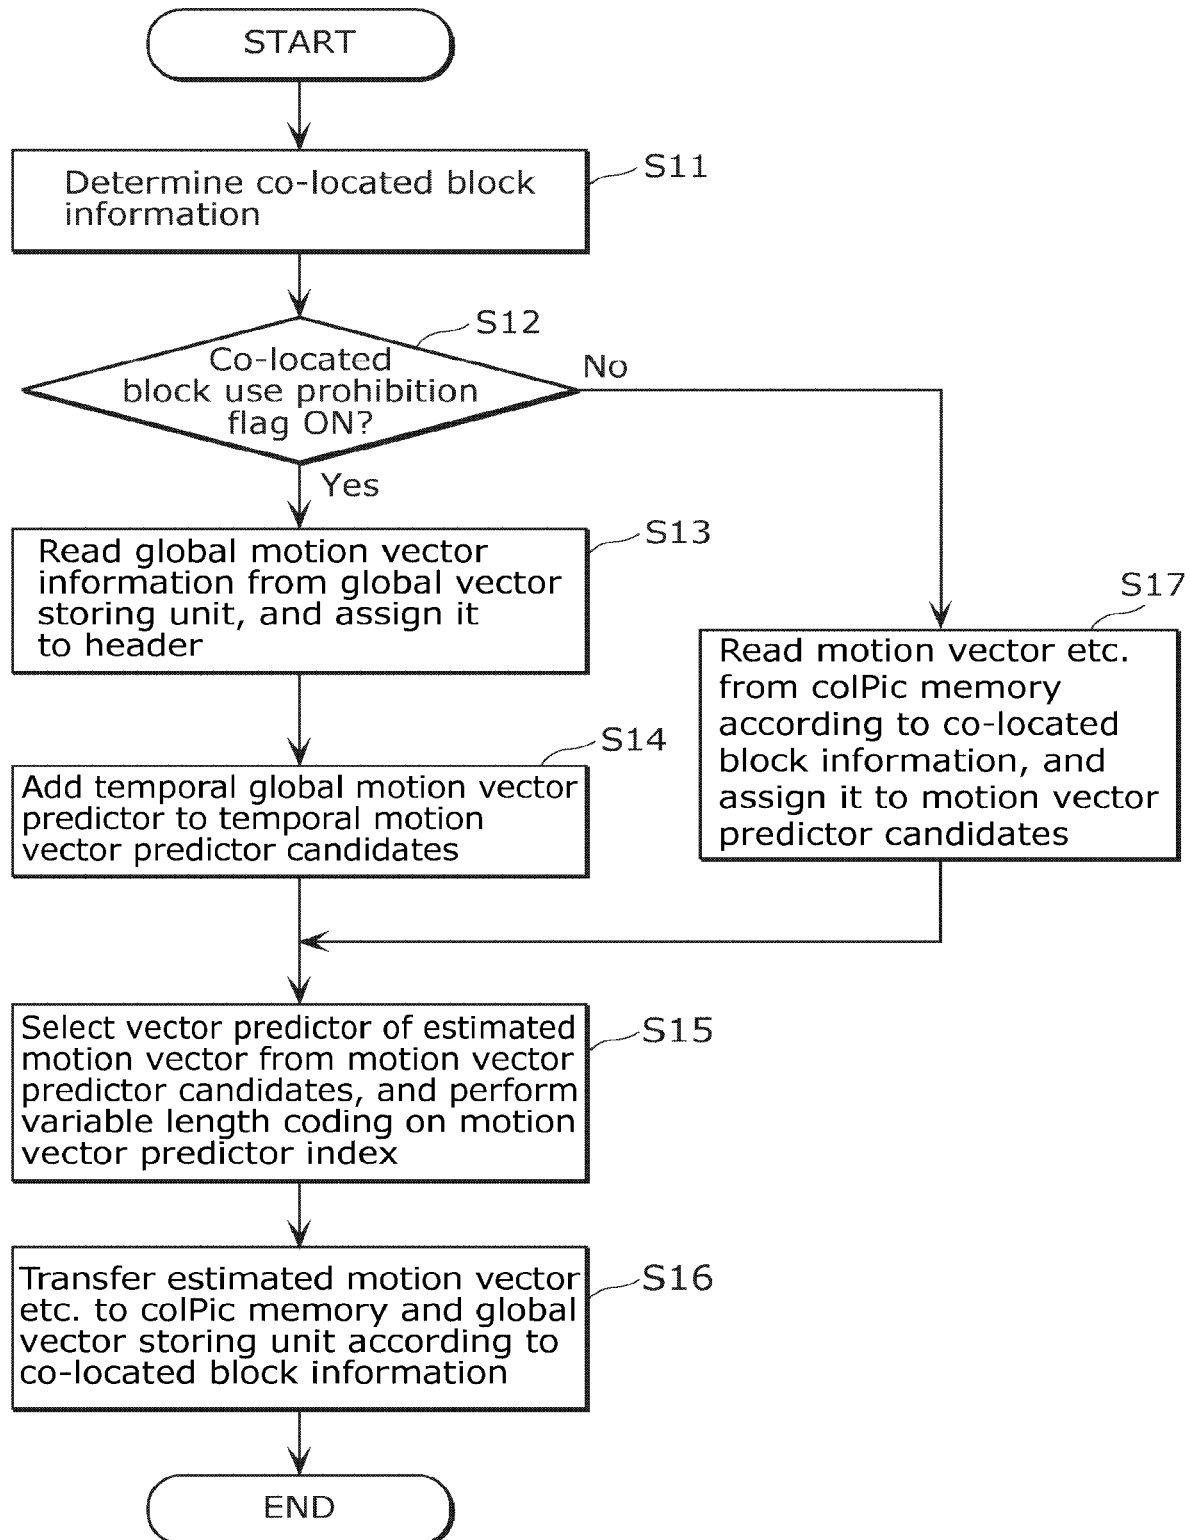 START
S11
Determine co-located block
information
S12
Co-located
block use prohibition
flag ON?
No
Yes
S13
Read global motion vector
information from global vector
storing unit, and assign it
to header
S17
Read motion vector etc.
from colPic memory
according to co-located
block information, and
assign it to motion vector
predictor candidates
S14
Add temporal global motion vector
predictor to temporal motion
vector predictor candidates
S15
Select vector predictor of estimated
motion vector from motion vector
predictor candidates, and perform
variable length coding on motion
vector predictor index
S16
Transfer estimated motion vector
etc. to colPic memory and global
vector storing unit according to
co-located block information
END